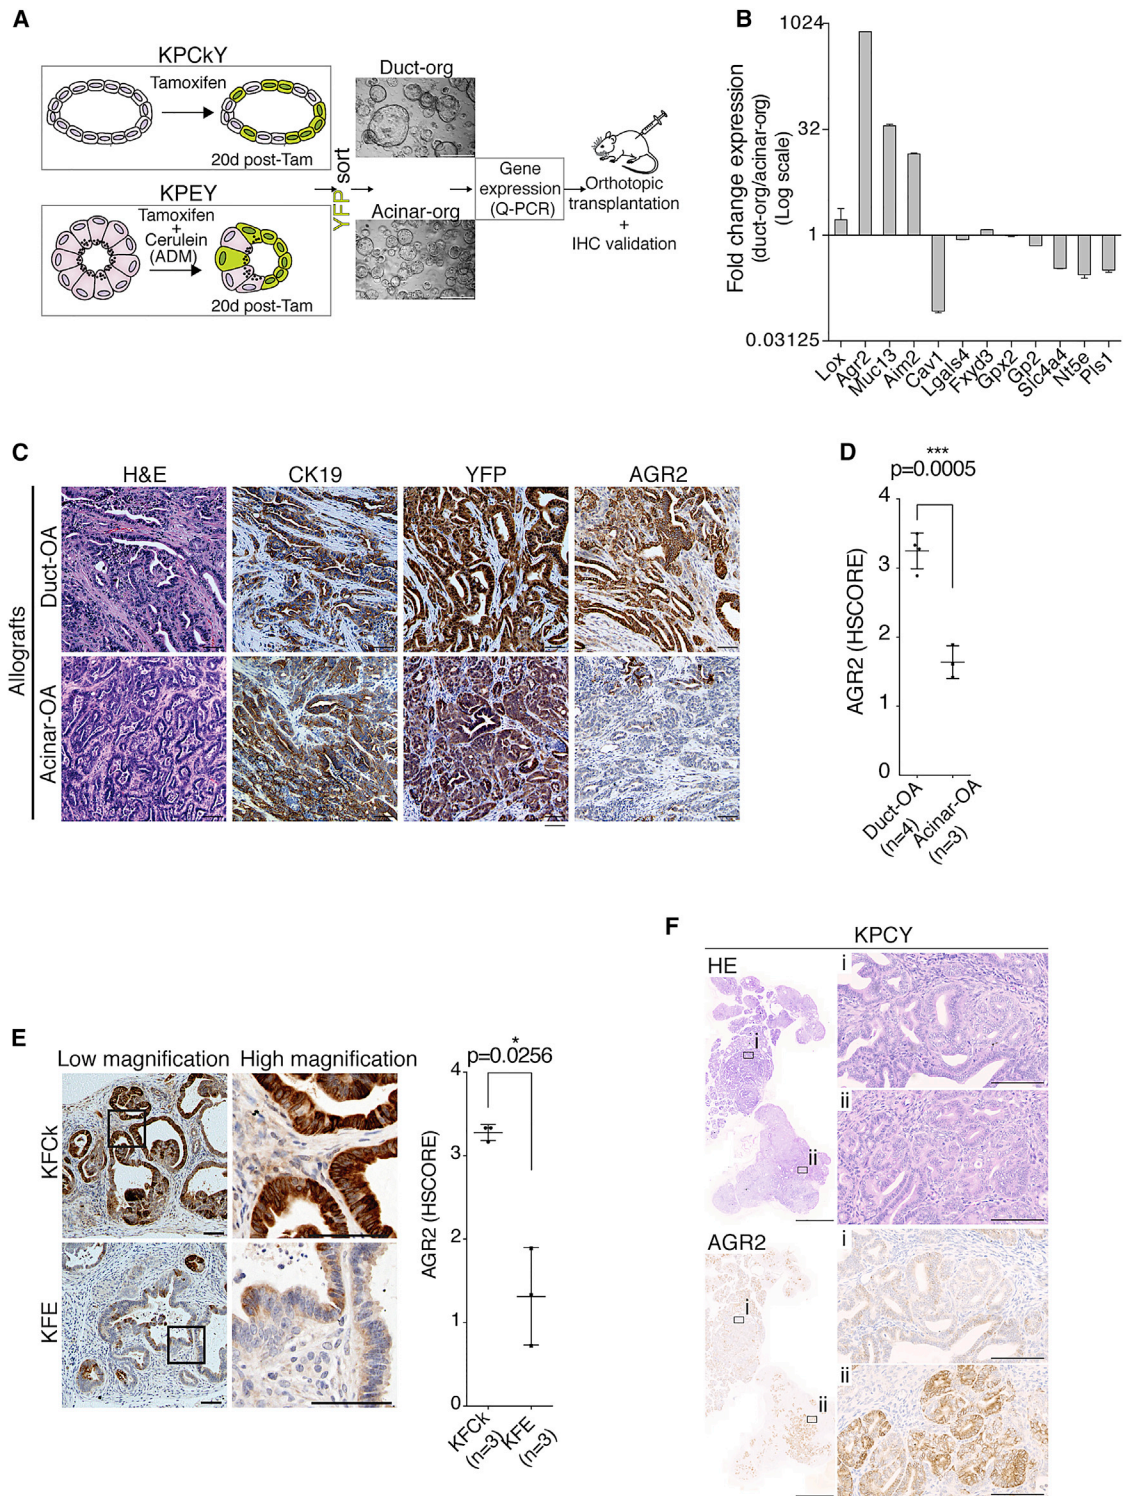 A
KPCkY
Tamoxifen
20d post-Tam
KPEY
Tamoxifen
+
Cerulein
(ADM)
20d post-Tam
YFP sort
Duct-org
Acinar-org
Gene
expression
(Q-PCR)
Orthotopic
transplantation
+
IHC validation
B
Fold change expression
(duct-org/acinar-org)
(Log scale)
1024
32
1
0.03125
Lox
Agr2
Muc13
Aim2
Cav1
Lgals4
Fxyd3
Gpx2
Gp2
Slc4a4
Nt5e
Pls1
C
H&E
CK19
YFP
AGR2
Allografts
Duct-OA
Acinar-OA
D
***
p=0.0005
AGR2 (HSCORE)
4
3
2
1
0
Duct-OA
(n=4)
Acinar-OA
(n=3)
E
Low magnification
High magnification
KFCk
KFE
*
p=0.0256
AGR2 (HSCORE)
4
3
2
1
0
KFCk
(n=3)
KFE
(n=3)
F
KPCY
HE
i
ii
i
ii
AGR2
i
ii
i
ii